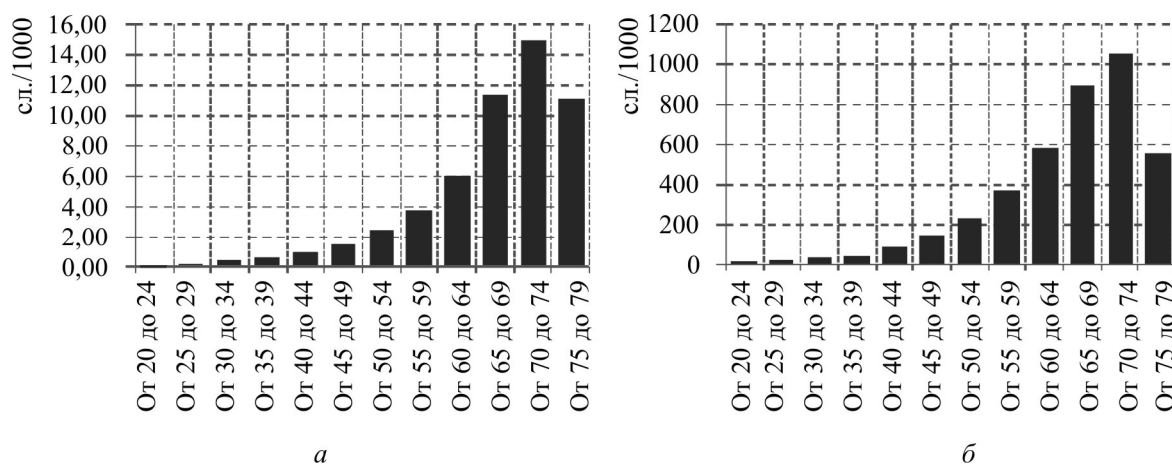 сл./1000
16,00
14,00
12,00
10,00
8,00
6,00
4,00
2,00
0,00
От 20 до 24
От 25 до 29
От 30 до 34
От 35 до 39
От 40 до 44
От 45 до 49
От 50 до 54
От 55 до 59
От 60 до 64
От 65 до 69
От 70 до 74
От 75 до 79
а
сл./1000
1200
1000
800
600
400
200
0
От 20 до 24
От 25 до 29
От 30 до 34
От 35 до 39
От 40 до 44
От 45 до 49
От 50 до 54
От 55 до 59
От 60 до 64
От 65 до 69
От 70 до 74
От 75 до 79
б